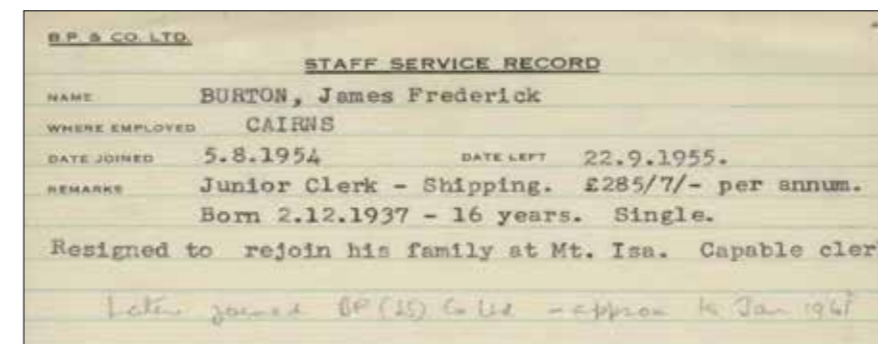 B.P. & CO. LTD.
STAFF SERVICE RECORD
NAME BURTON, James Frederick
WHERE EMPLOYED CAIRNS
DATE JOINED 5.8.1954 DATE LEFT 22.9.1955.
REMARKS Junior Clerk - Shipping. £285/7/- per annum.
Born 2.12.1937 - 16 years. Single.
Resigned to rejoin his family at Mt. Isa. Capable cler
Later joined BP (SS) Co Ltd - approx Jan 1961